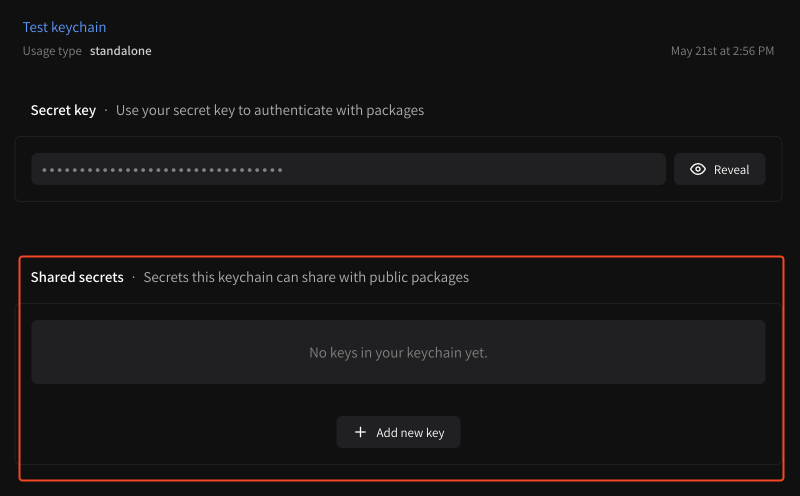 Test keychain
Usage type standalone May 21st at 2:56 PM
Secret key · Use your secret key to authenticate with packages
•••••••••••••••••••••••••••••••• Reveal
Shared secrets · Secrets this keychain can share with public packages
No keys in your keychain yet.
+ Add new key